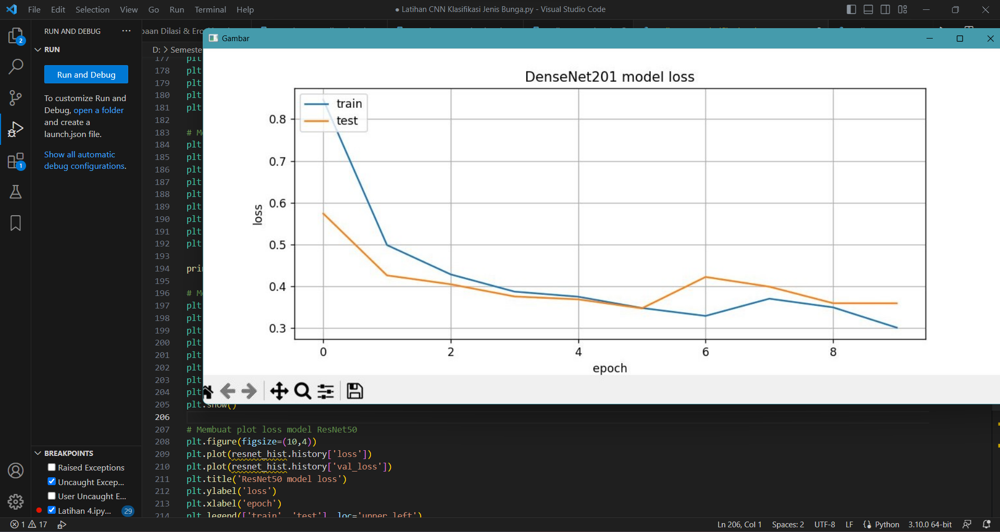 File Edit Selection View Go Run Terminal Help
● Latihan CNN Klasifikasi Jenis Bunga.py - Visual Studio Code
RUN AND DEBUG ···
RUN
Run and Debug
To customize Run and
Debug, open a folder
and create a
launch.json file.
Show all automatic
debug configurations.
2
1
BREAKPOINTS
Raised Exceptions
Uncaught Excep...
User Uncaught E...
Latihan 4.ipy... 29
Dilasi &
D: > Semeste
Gambar
DenseNet201 model loss
train
test
0.8
0.7
0.6
0.5
0.4
0.3
loss
0 2 4 6 8
epoch
177 plt
178 plt
179 plt
180 plt
181 plt
182
183 # M
184 plt
185 plt
186 plt
187 plt
188 plt
189 plt
190 plt
191 plt
192 plt
193
194 pri
195
196 # M
197 plt
198 plt
199 plt
200 plt
201 plt
202 plt
203 plt
204 plt
205 plt.show()
206
207 # Membuat plot loss model ResNet50
208 plt.figure(figsize=(10,4))
209 plt.plot(resnet_hist.history['loss'])
210 plt.plot(resnet_hist.history['val_loss'])
211 plt.title('ResNet50 model loss')
212 plt.ylabel('loss')
213 plt.xlabel('epoch')
214 plt.legend(['train', 'test'], loc='upper left')
1 17
Ln 206, Col 1 Spaces: 2 UTF-8 LF Python 3.10.0 64-bit